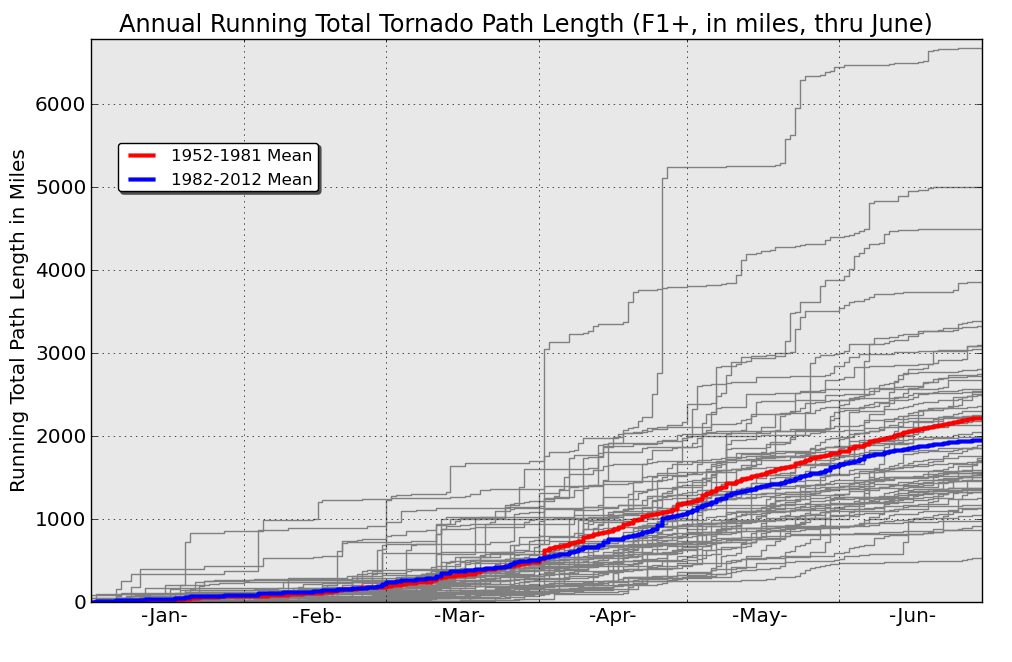 Annual Running Total Tornado Path Length (F1+, in miles, thru June)
Running Total Path Length in Miles
6000
5000
4000
3000
2000
1000
0
1952-1981 Mean
1982-2012 Mean
-Jan- -Feb- -Mar- -Apr- -May- -Jun-